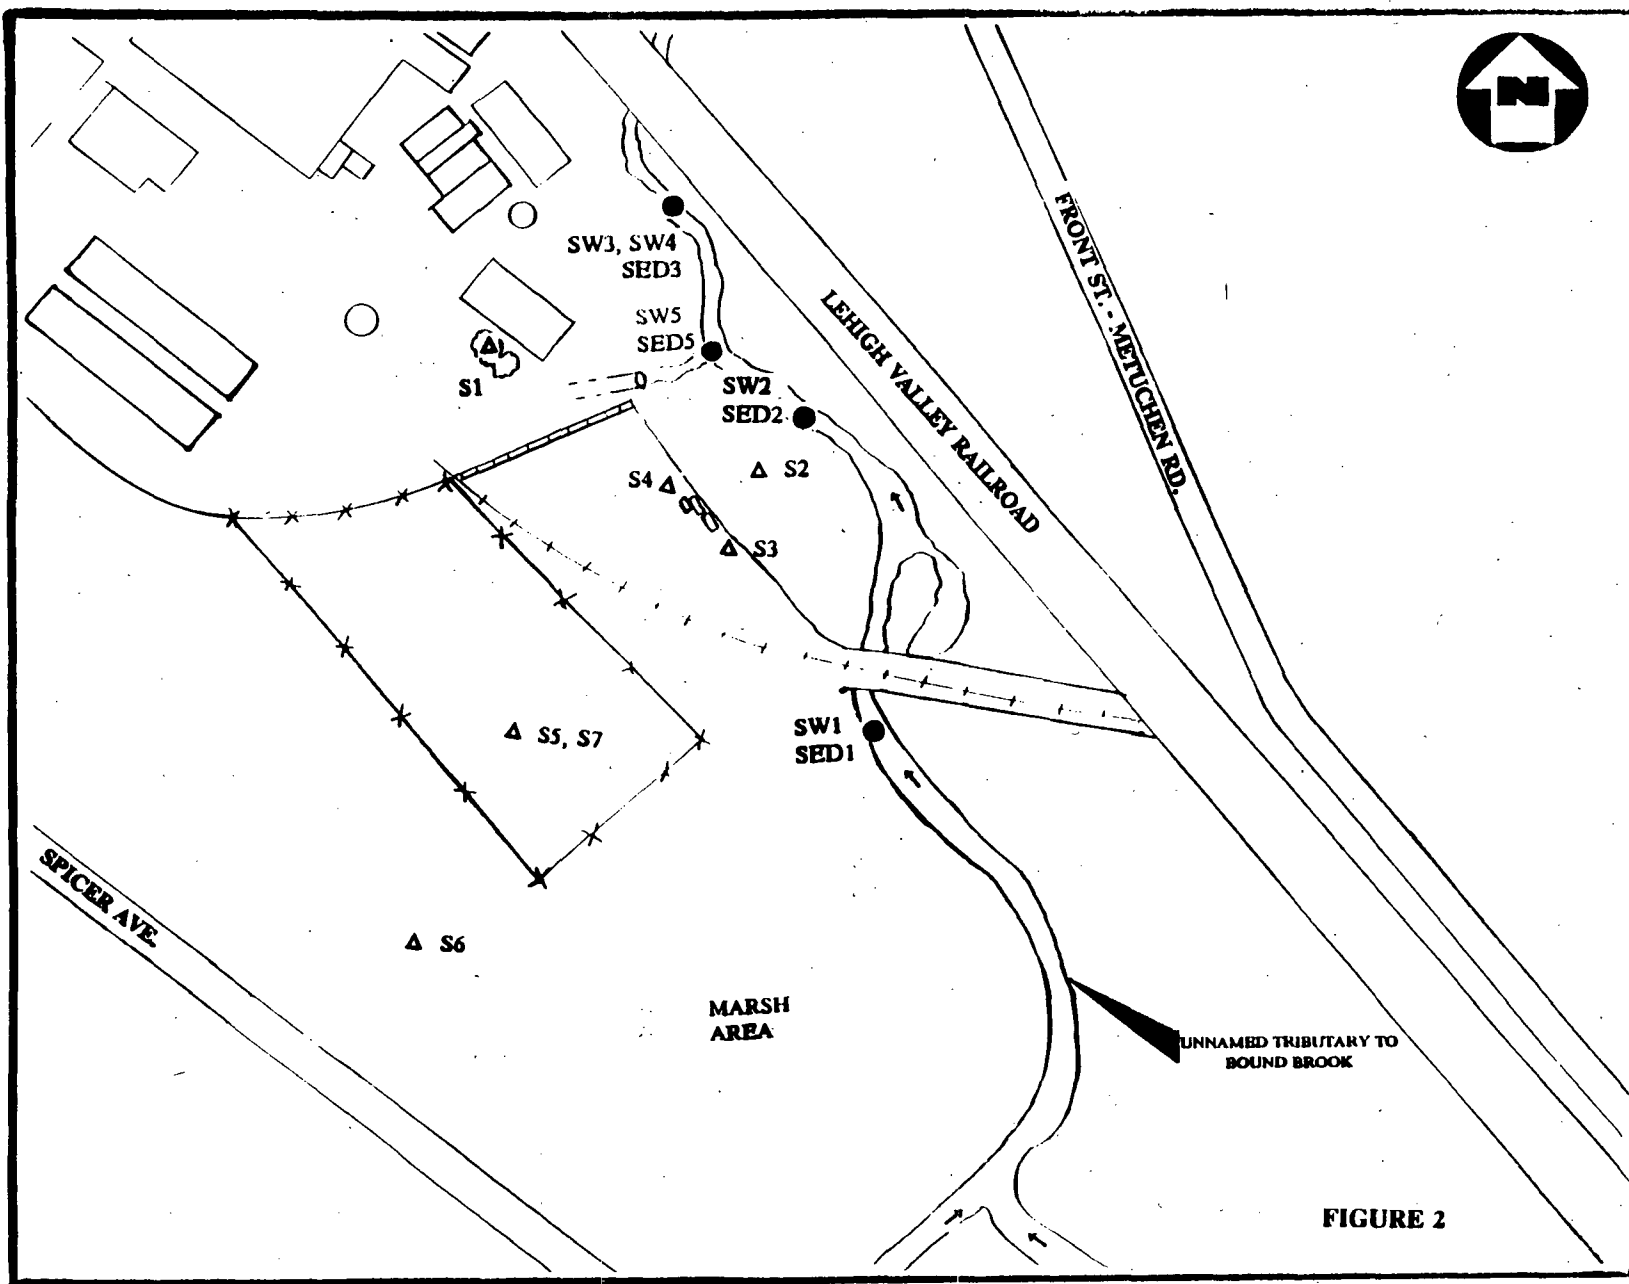 N
SW3, SW4
SED3
FRONT ST. - METUCHEN RD.
LEHIGH VALLEY RAILROAD
SW5
SED5
S1
SW2
SED2
S2
S4
S3
S5, S7
SW1
SED1
SPICER AVE.
S6
MARSH
AREA
UNNAMED TRIBUTARY TO
BOUND BROOK
FIGURE 2